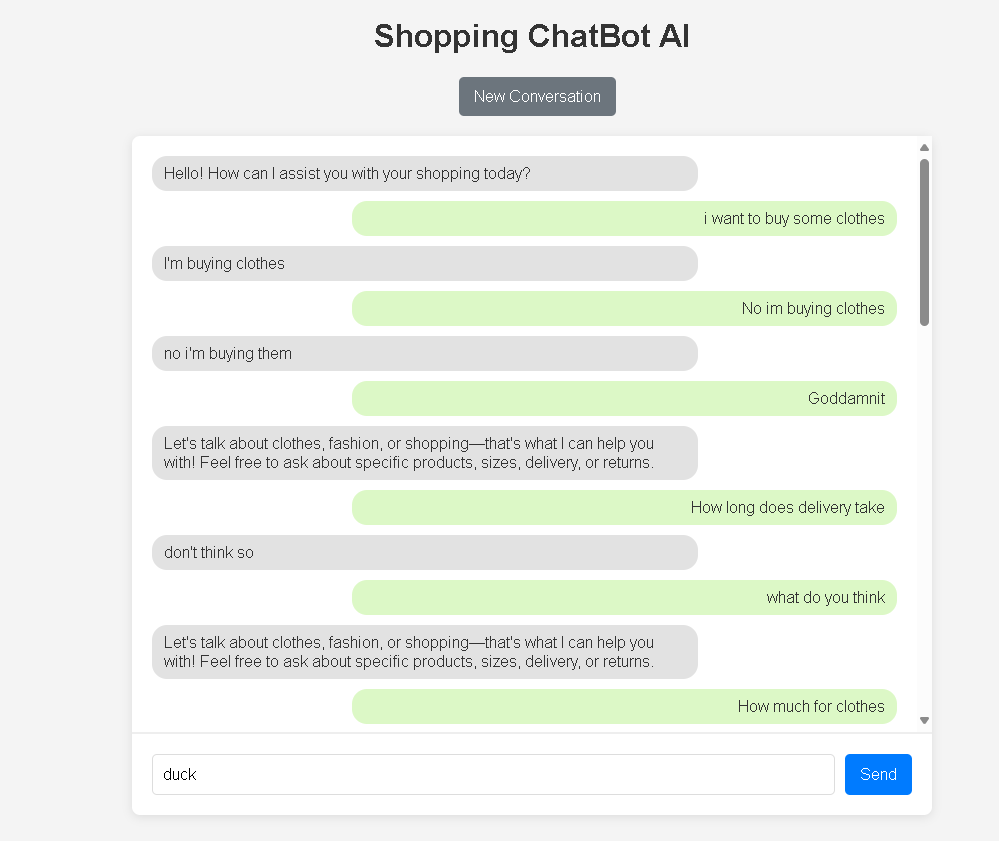 Shopping ChatBot AI
New Conversation
Hello! How can I assist you with your shopping today?
i want to buy some clothes
I'm buying clothes
No im buying clothes
no i'm buying them
Goddamnit
Let's talk about clothes, fashion, or shopping—that's what I can help you
with! Feel free to ask about specific products, sizes, delivery, or returns.
How long does delivery take
don't think so
what do you think
Let's talk about clothes, fashion, or shopping—that's what I can help you
with! Feel free to ask about specific products, sizes, delivery, or returns.
How much for clothes
duck
Send